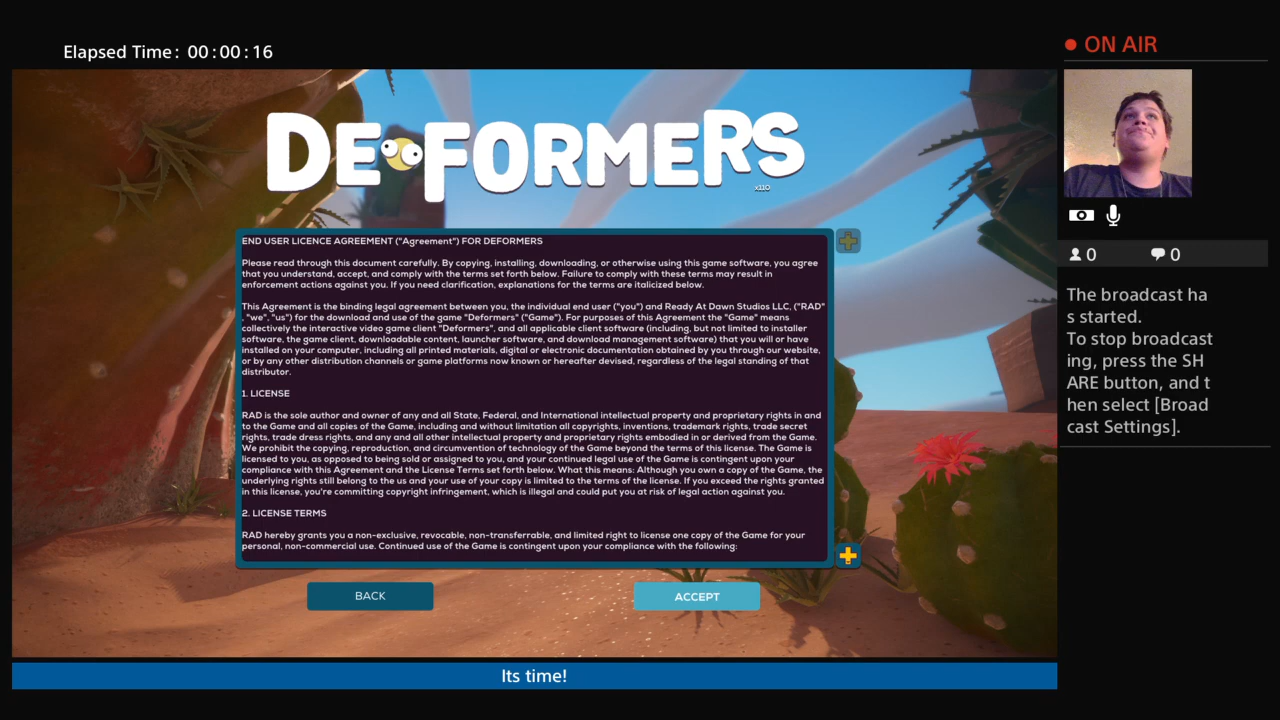 Elapsed Time: 00:00:16
ON AIR
DEFORMERS
x110
END USER LICENCE AGREEMENT ("Agreement") FOR DEFORMERS
Please read through this document carefully. By copying, installing, downloading, or otherwise using this game software, you agree
that you understand, accept, and comply with the terms set forth below. Failure to comply with these terms may result in
enforcement actions against you. If you need clarification, explanations for the terms are italicized below.
This Agreement is the binding legal agreement between you, the individual end user ("you") and Ready At Dawn Studios LLC, ("RAD"
, "we", "us") for the download and use of the game "Deformers" ("Game"). For purposes of this Agreement the "Game" means
collectively the interactive video game client "Deformers", and all applicable client software (including, but not limited to installer
software, the game client, downloadable content, launcher software, and download management software) that you will or have
installed on your computer, including all printed materials, digital or electronic documentation obtained by you through our website,
or by any other distribution channels or game platforms now known or hereafter devised, regardless of the legal standing of that
distributor.
1. LICENSE
RAD is the sole author and owner of any and all State, Federal, and International intellectual property and proprietary rights in and
to the Game and all copies of the Game, including and without limitation all copyrights, inventions, trademark rights, trade secret
rights, trade dress rights, and any and all other intellectual property and proprietary rights embodied in or derived from the Game.
We prohibit the copying, reproduction, and circumvention of technology of the Game beyond the terms of this license. The Game is
licensed to you, as opposed to being sold or assigned to you, and your continued legal use of the Game is contingent upon your
compliance with this Agreement and the License Terms set forth below. What this means: Although you own a copy of the Game, the
underlying rights still belong to the us and your use of your copy is limited to the terms of the license. If you exceed the rights granted
in this license, you're committing copyright infringement, which is illegal and could put you at risk of legal action against you.
2. LICENSE TERMS
RAD hereby grants you a non-exclusive, revocable, non-transferrable, and limited right to license one copy of the Game for your
personal, non-commercial use. Continued use of the Game is contingent upon your compliance with the following:
BACK
ACCEPT
Its time!
0
0
The broadcast ha
s started.
To stop broadcast
ing, press the SH
ARE button, and t
hen select [Broad
cast Settings].